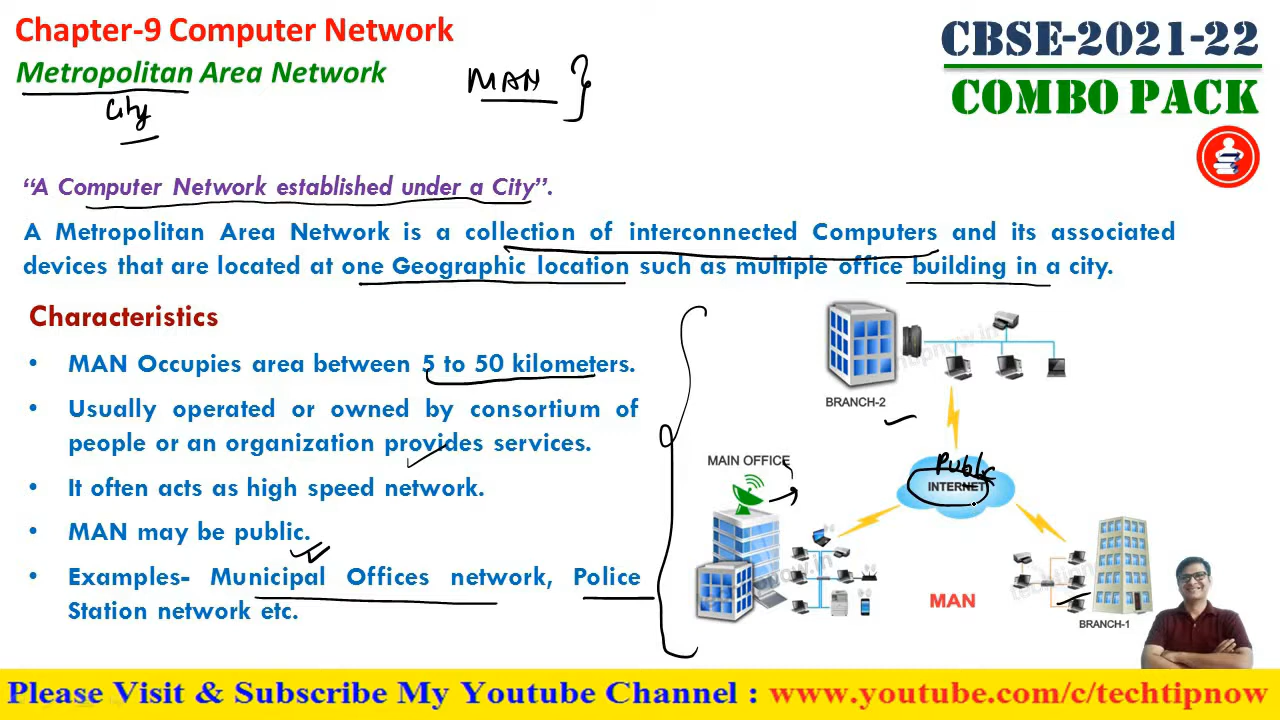 Chapter-9 Computer Network
Metropolitan Area Network
City
MAN
CBSE-2021-22
COMBO PACK
“A Computer Network established under a City”.
A Metropolitan Area Network is a collection of interconnected Computers and its associated
devices that are located at one Geographic location such as multiple office building in a city.
Characteristics
• MAN Occupies area between 5 to 50 kilometers.
• Usually operated or owned by consortium of
people or an organization provides services.
• It often acts as high speed network.
• MAN may be public.
• Examples- Municipal Offices network, Police
Station network etc.
BRANCH-2
MAIN OFFICE
Public
INTERNET
MAN
BRANCH-1
Please Visit & Subscribe My Youtube Channel : www.youtube.com/c/techtipnow